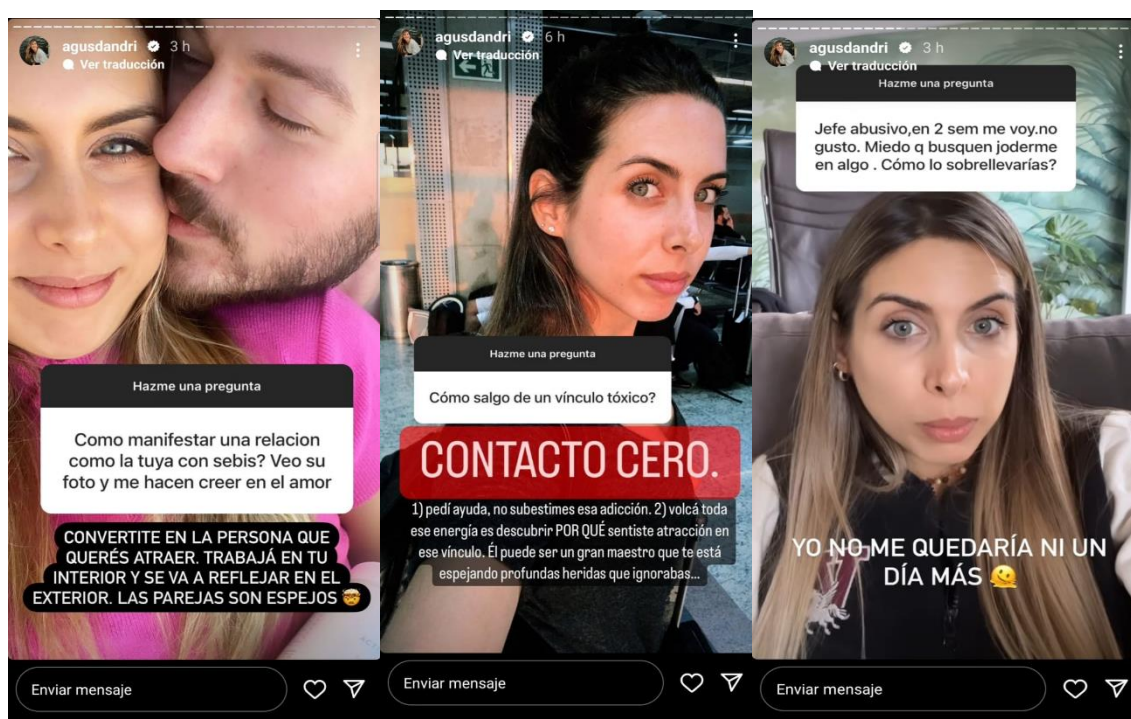 agusdandri 3 h
Ver traducción
Hazme una pregunta
Como manifestar una relacion
como la tuya con sebis? Veo su
foto y me hacen creer en el amor
CONVERTITE EN LA PERSONA QUE
QUERÉS ATRAER. TRABAJÁ EN TU
INTERIOR Y SE VA A REFLEJAR EN EL
EXTERIOR. LAS PAREJAS SON ESPEJOS 🤯
Enviar mensaje
agusdandri 6 h
Ver traducción
Hazme una pregunta
Cómo salgo de un vínculo tóxico?
CONTACTO CERO.
1) pedí ayuda, no subestimes esa adicción. 2) volcá toda
ese energía es descubrir POR QUÉ sentiste atracción en
ese vínculo. Él puede ser un gran maestro que te está
espejando profundas heridas que ignorabas...
Enviar mensaje
agusdandri 3 h
Ver traducción
Hazme una pregunta
Jefe abusivo,en 2 sem me voy.no
gusto. Miedo q busquen joderme
en algo . Cómo lo sobrellevarías?
YO NO ME QUEDARÍA NI UN
DÍA MÁS 🫠
Enviar mensaje